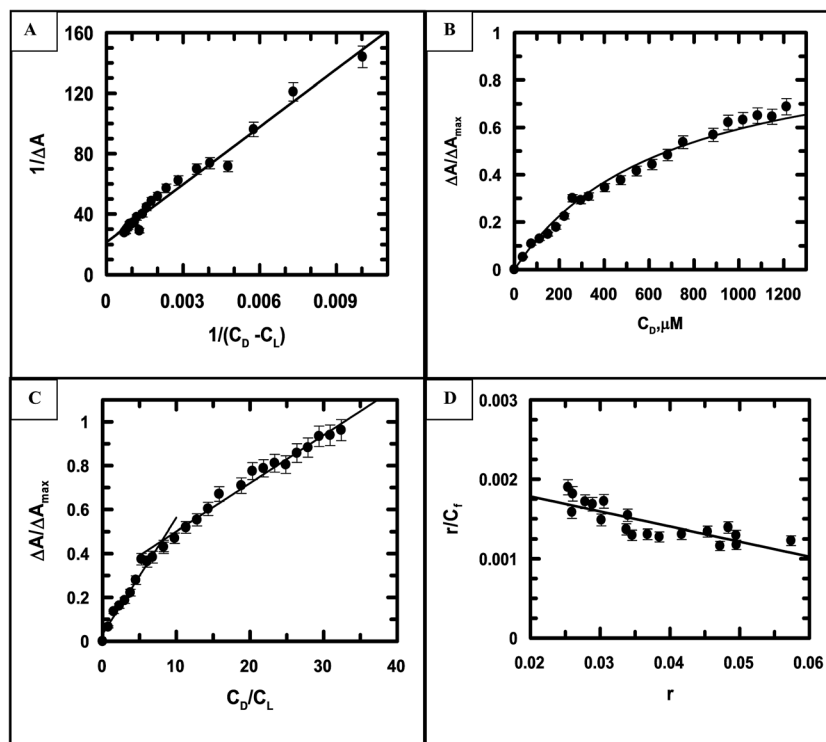 A
160
120
80
40
0
1/ΔA
0
0.003
0.006
0.009
1/(C_D -C_L)
B
1
0.8
0.6
0.4
0.2
0
ΔA/ΔA_max
0 200 400 600 800 1000 1200
C_D,μM
C
1
0.8
0.6
0.4
0.2
0
ΔA/ΔA_max
0 10 20 30 40
C_D/C_L
D
0.003
0.002
0.001
0
r/C_f
0.02 0.03 0.04 0.05 0.06
r